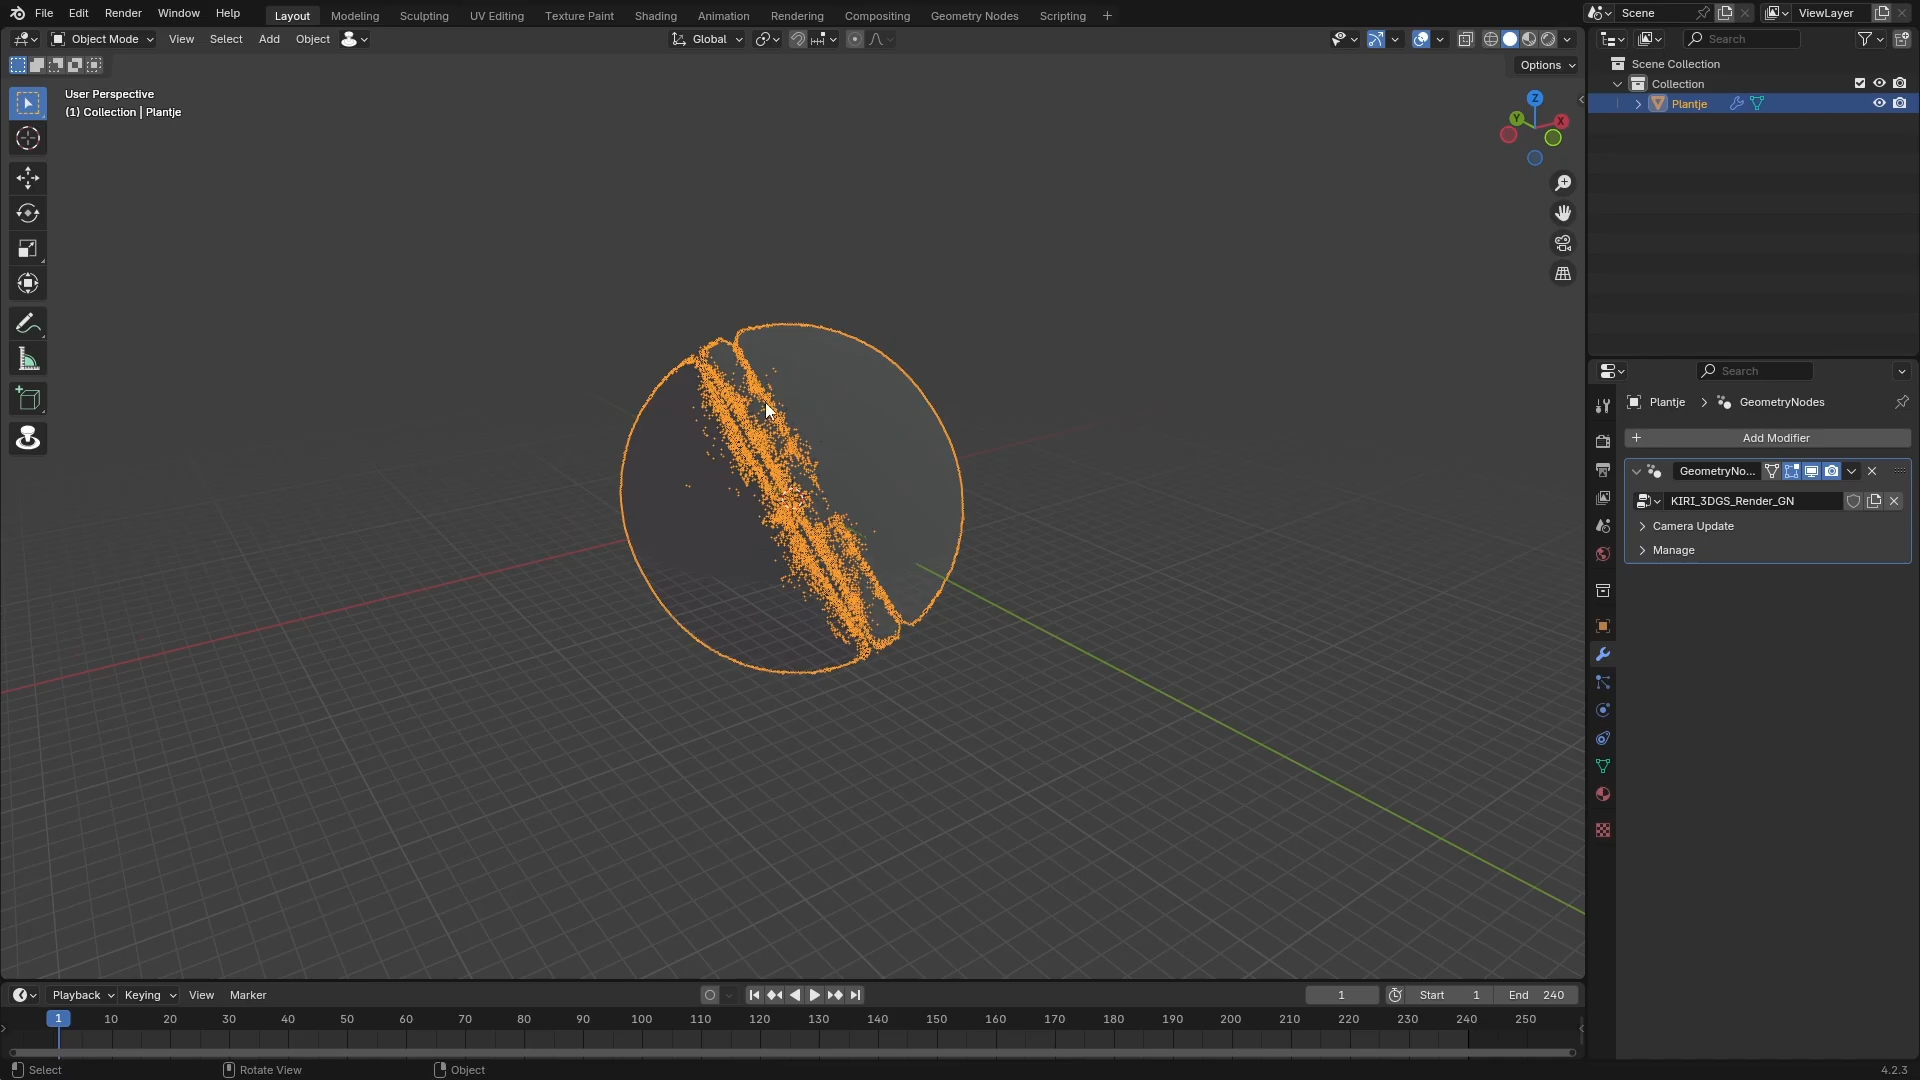 File Edit Render Window Help Layout Modeling Sculpting UV Editing Texture Paint Shading Animation Rendering Compositing Geometry Nodes Scripting + Scene ViewLayer
Object Mode View Select Add Object Global Search
Options
User Perspective
(1) Collection | Plantje
Z
Y
X
Scene Collection
Collection
Plantje
Search
Plantje > GeometryNodes
+ Add Modifier
GeometryNo...
KIRI_3DGS_Render_GN
Camera Update
Manage
Playback Keying View Marker 1 Start 1 End 240
1 10 20 30 40 50 60 70 80 90 100 110 120 130 140 150 160 170 180 190 200 210 220 230 240 250
Select Rotate View Object 4.2.3